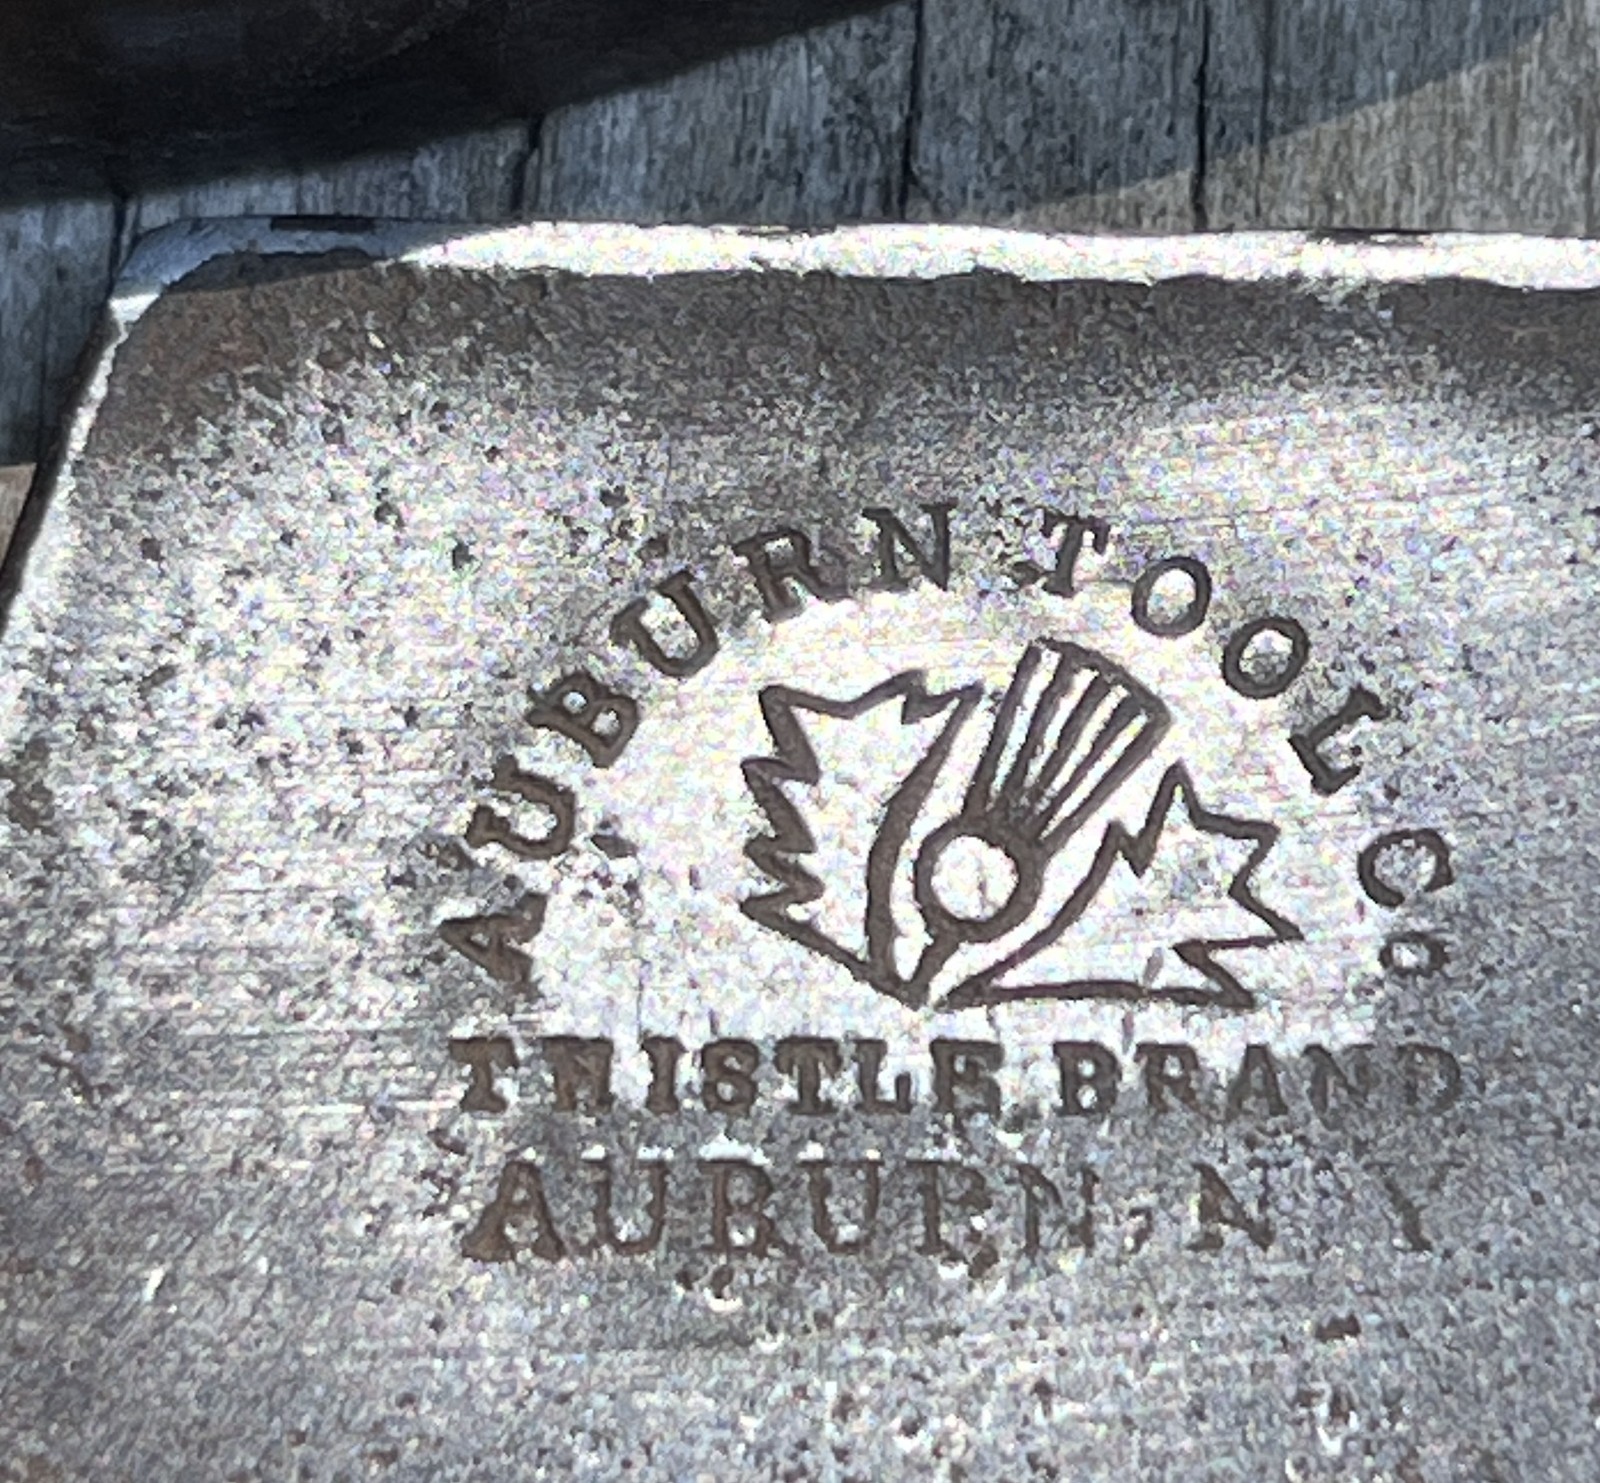 AUBURN TOOL Co
THISTLE BRAND
AUBURN, N Y